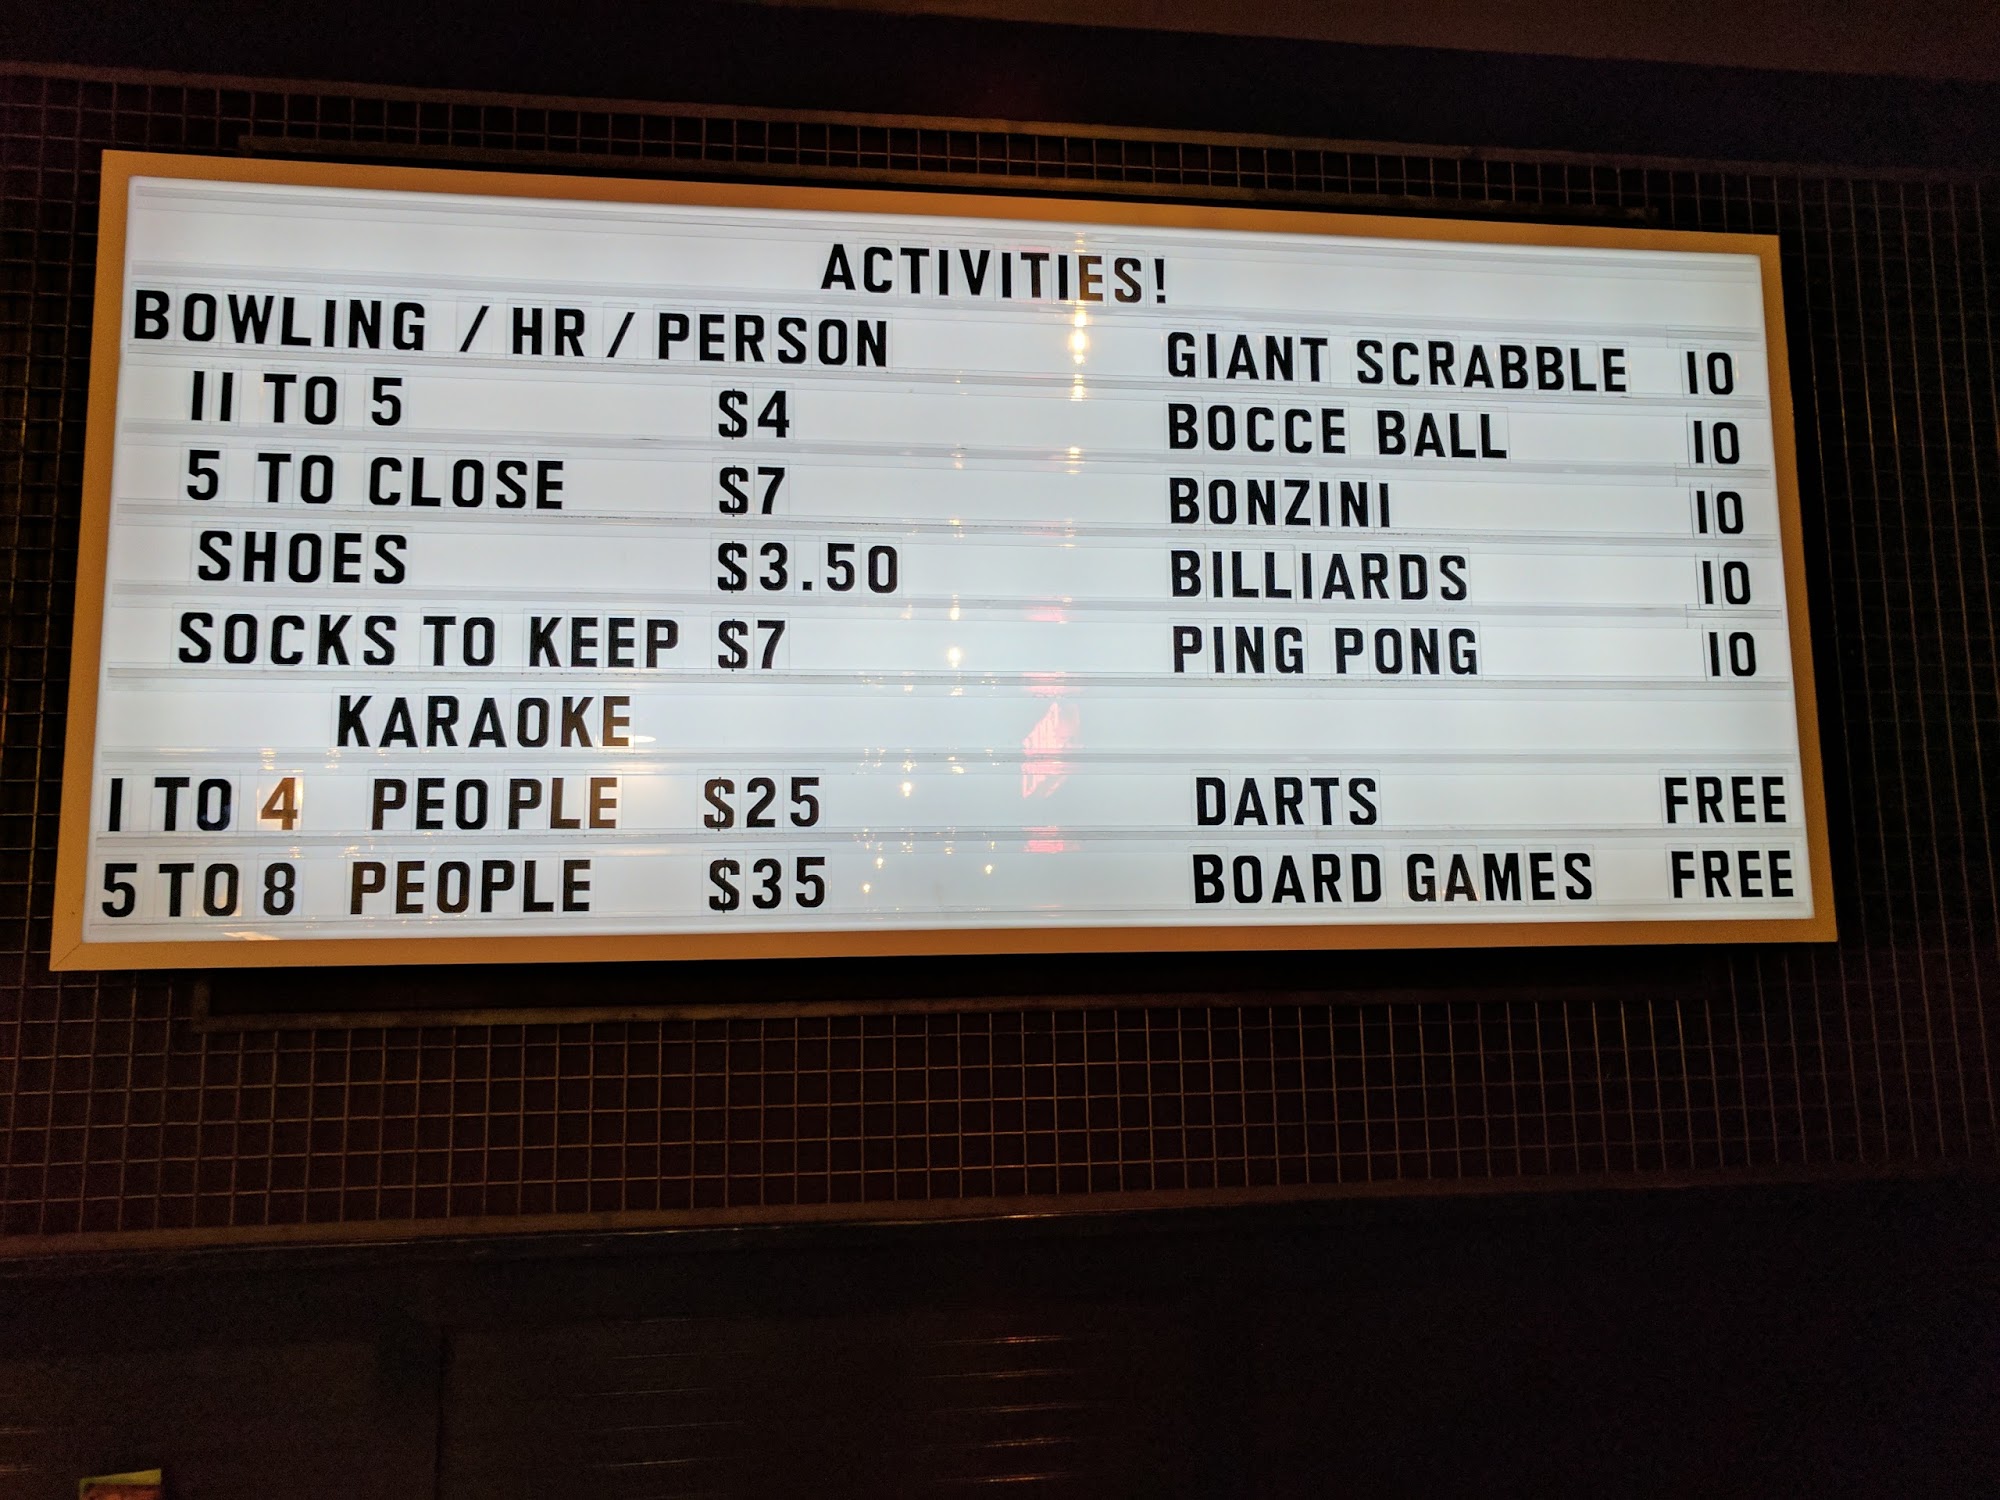 ACTIVITIES!
BOWLING / HR / PERSON
11 TO 5 $4
5 TO CLOSE $7
SHOES $3.50
SOCKS TO KEEP $7
KARAOKE
1 TO 4 PEOPLE $25
5 TO 8 PEOPLE $35
GIANT SCRABBLE 10
BOCCE BALL 10
BONZINI 10
BILLIARDS 10
PING PONG 10
DARTS FREE
BOARD GAMES FREE